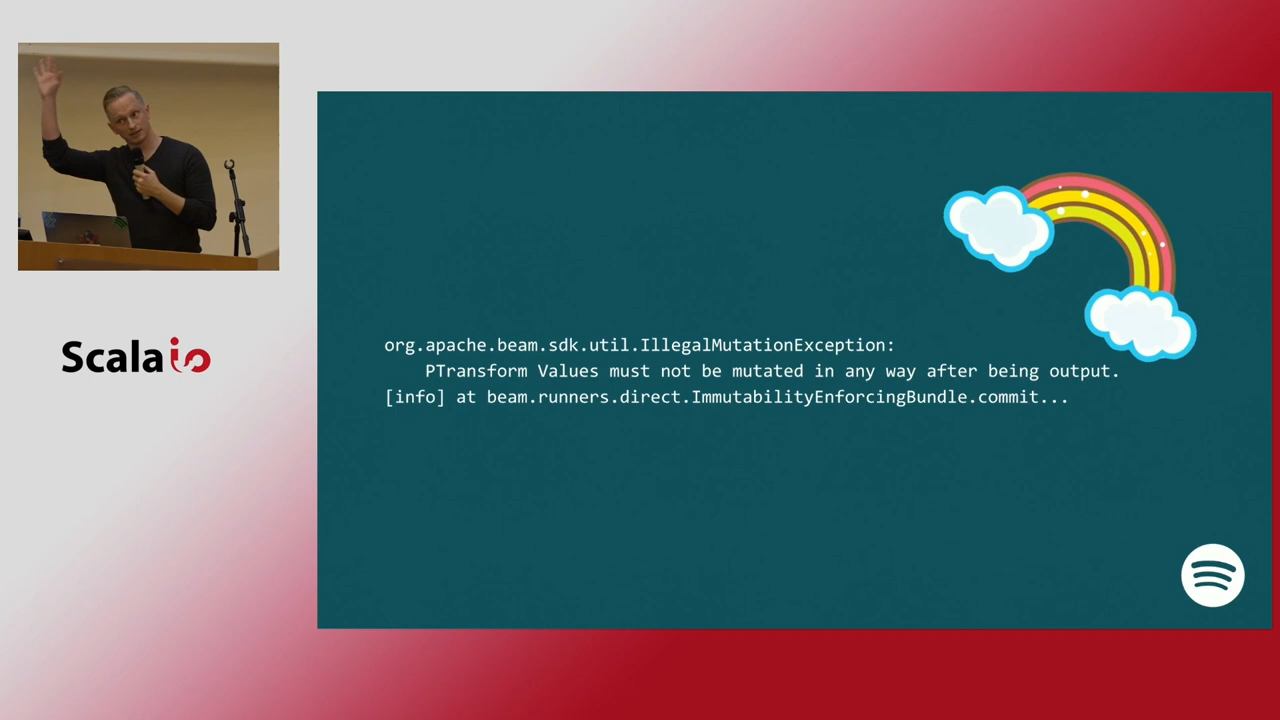 Scala.io
org.apache.beam.sdk.util.IllegalMutationException:
PTransform Values must not be mutated in any way after being output.
[info] at beam.runners.direct.ImmutabilityEnforcingBundle.commit...